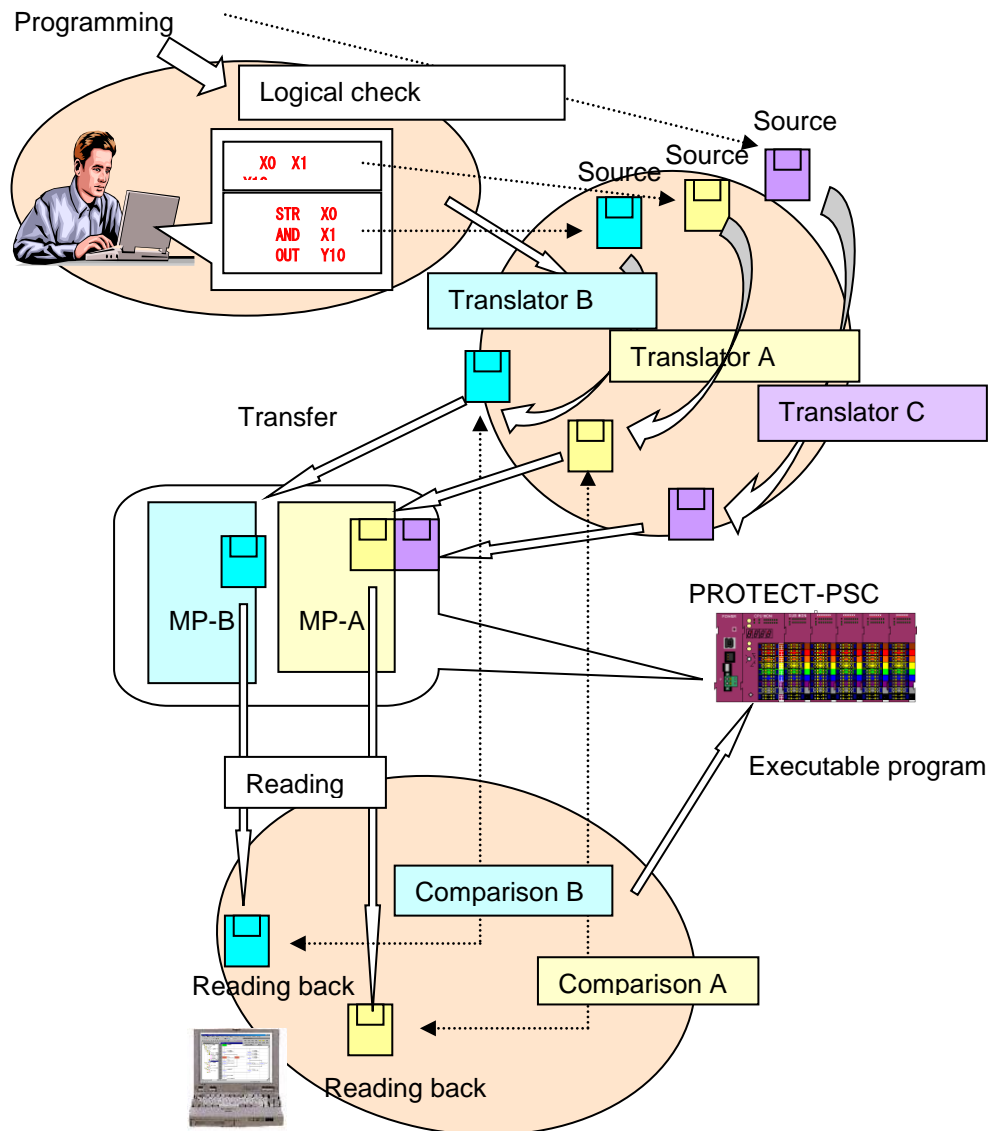 Programming
Logical check
X0 X1
STR X0
AND X1
OUT Y10
Source
Source
Source
Translator B
Translator A
Translator C
Transfer
MP-B
MP-A
PROTECT-PSC
Executable program
Reading
Comparison B
Comparison A
Reading back
Reading back